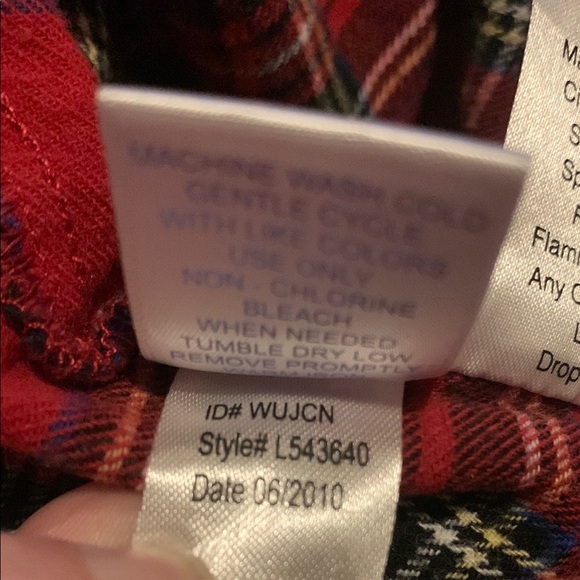 MACHINE WASH COLD
GENTLE CYCLE
WITH LIKE COLORS
USE ONLY
NON - CHLORINE
BLEACH
WHEN NEEDED
TUMBLE DRY LOW
REMOVE PROMPTLY
ID# WUJCN
Style# L543640
Date 06/2010
Any
Drop